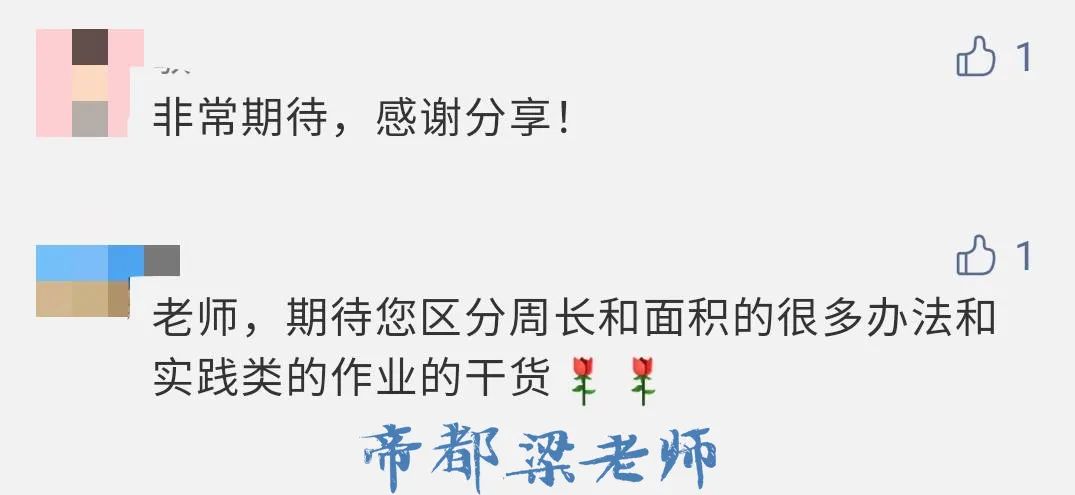 1
非常期待，感谢分享！
1
老师，期待您区分周长和面积的很多办法和
实践类的作业的干货🌹🌹
帝都梁老师